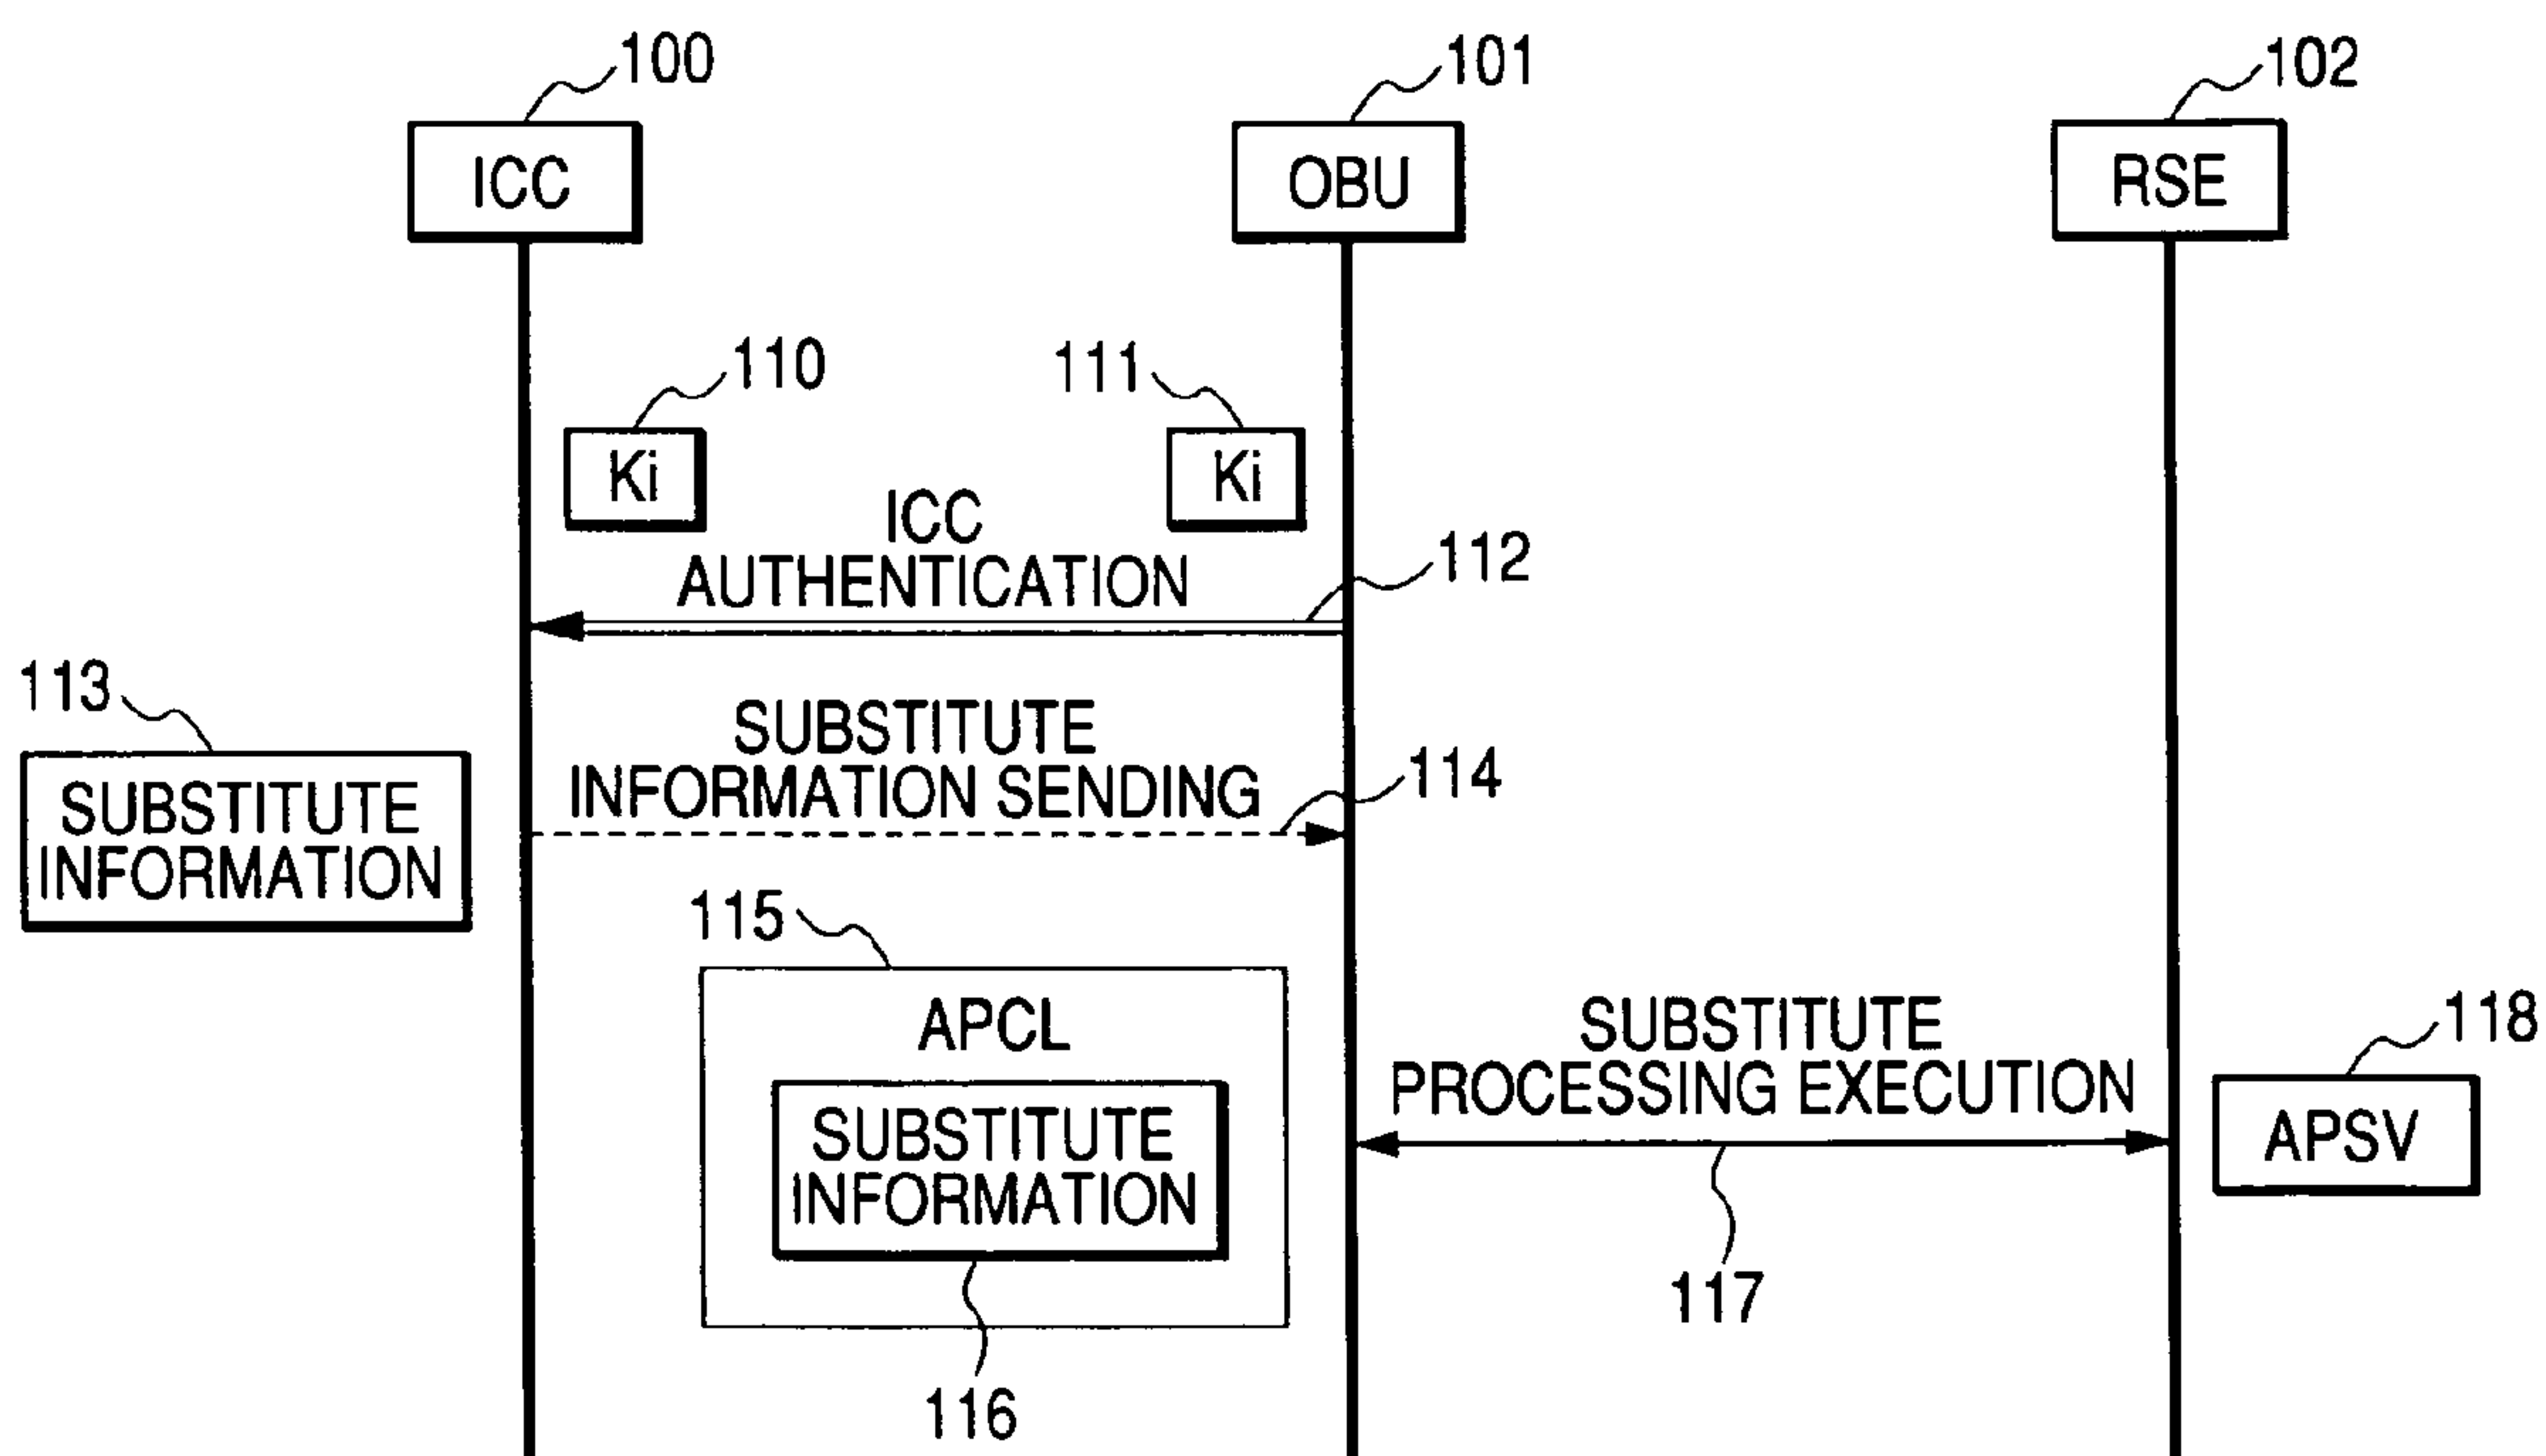 100
101
102
ICC
OBU
RSE
110
111
Ki
Ki
ICC
AUTHENTICATION
112
113
SUBSTITUTE
INFORMATION
SUBSTITUTE
INFORMATION SENDING
114
115
APCL
SUBSTITUTE
INFORMATION
116
SUBSTITUTE
PROCESSING EXECUTION
117
118
APSV